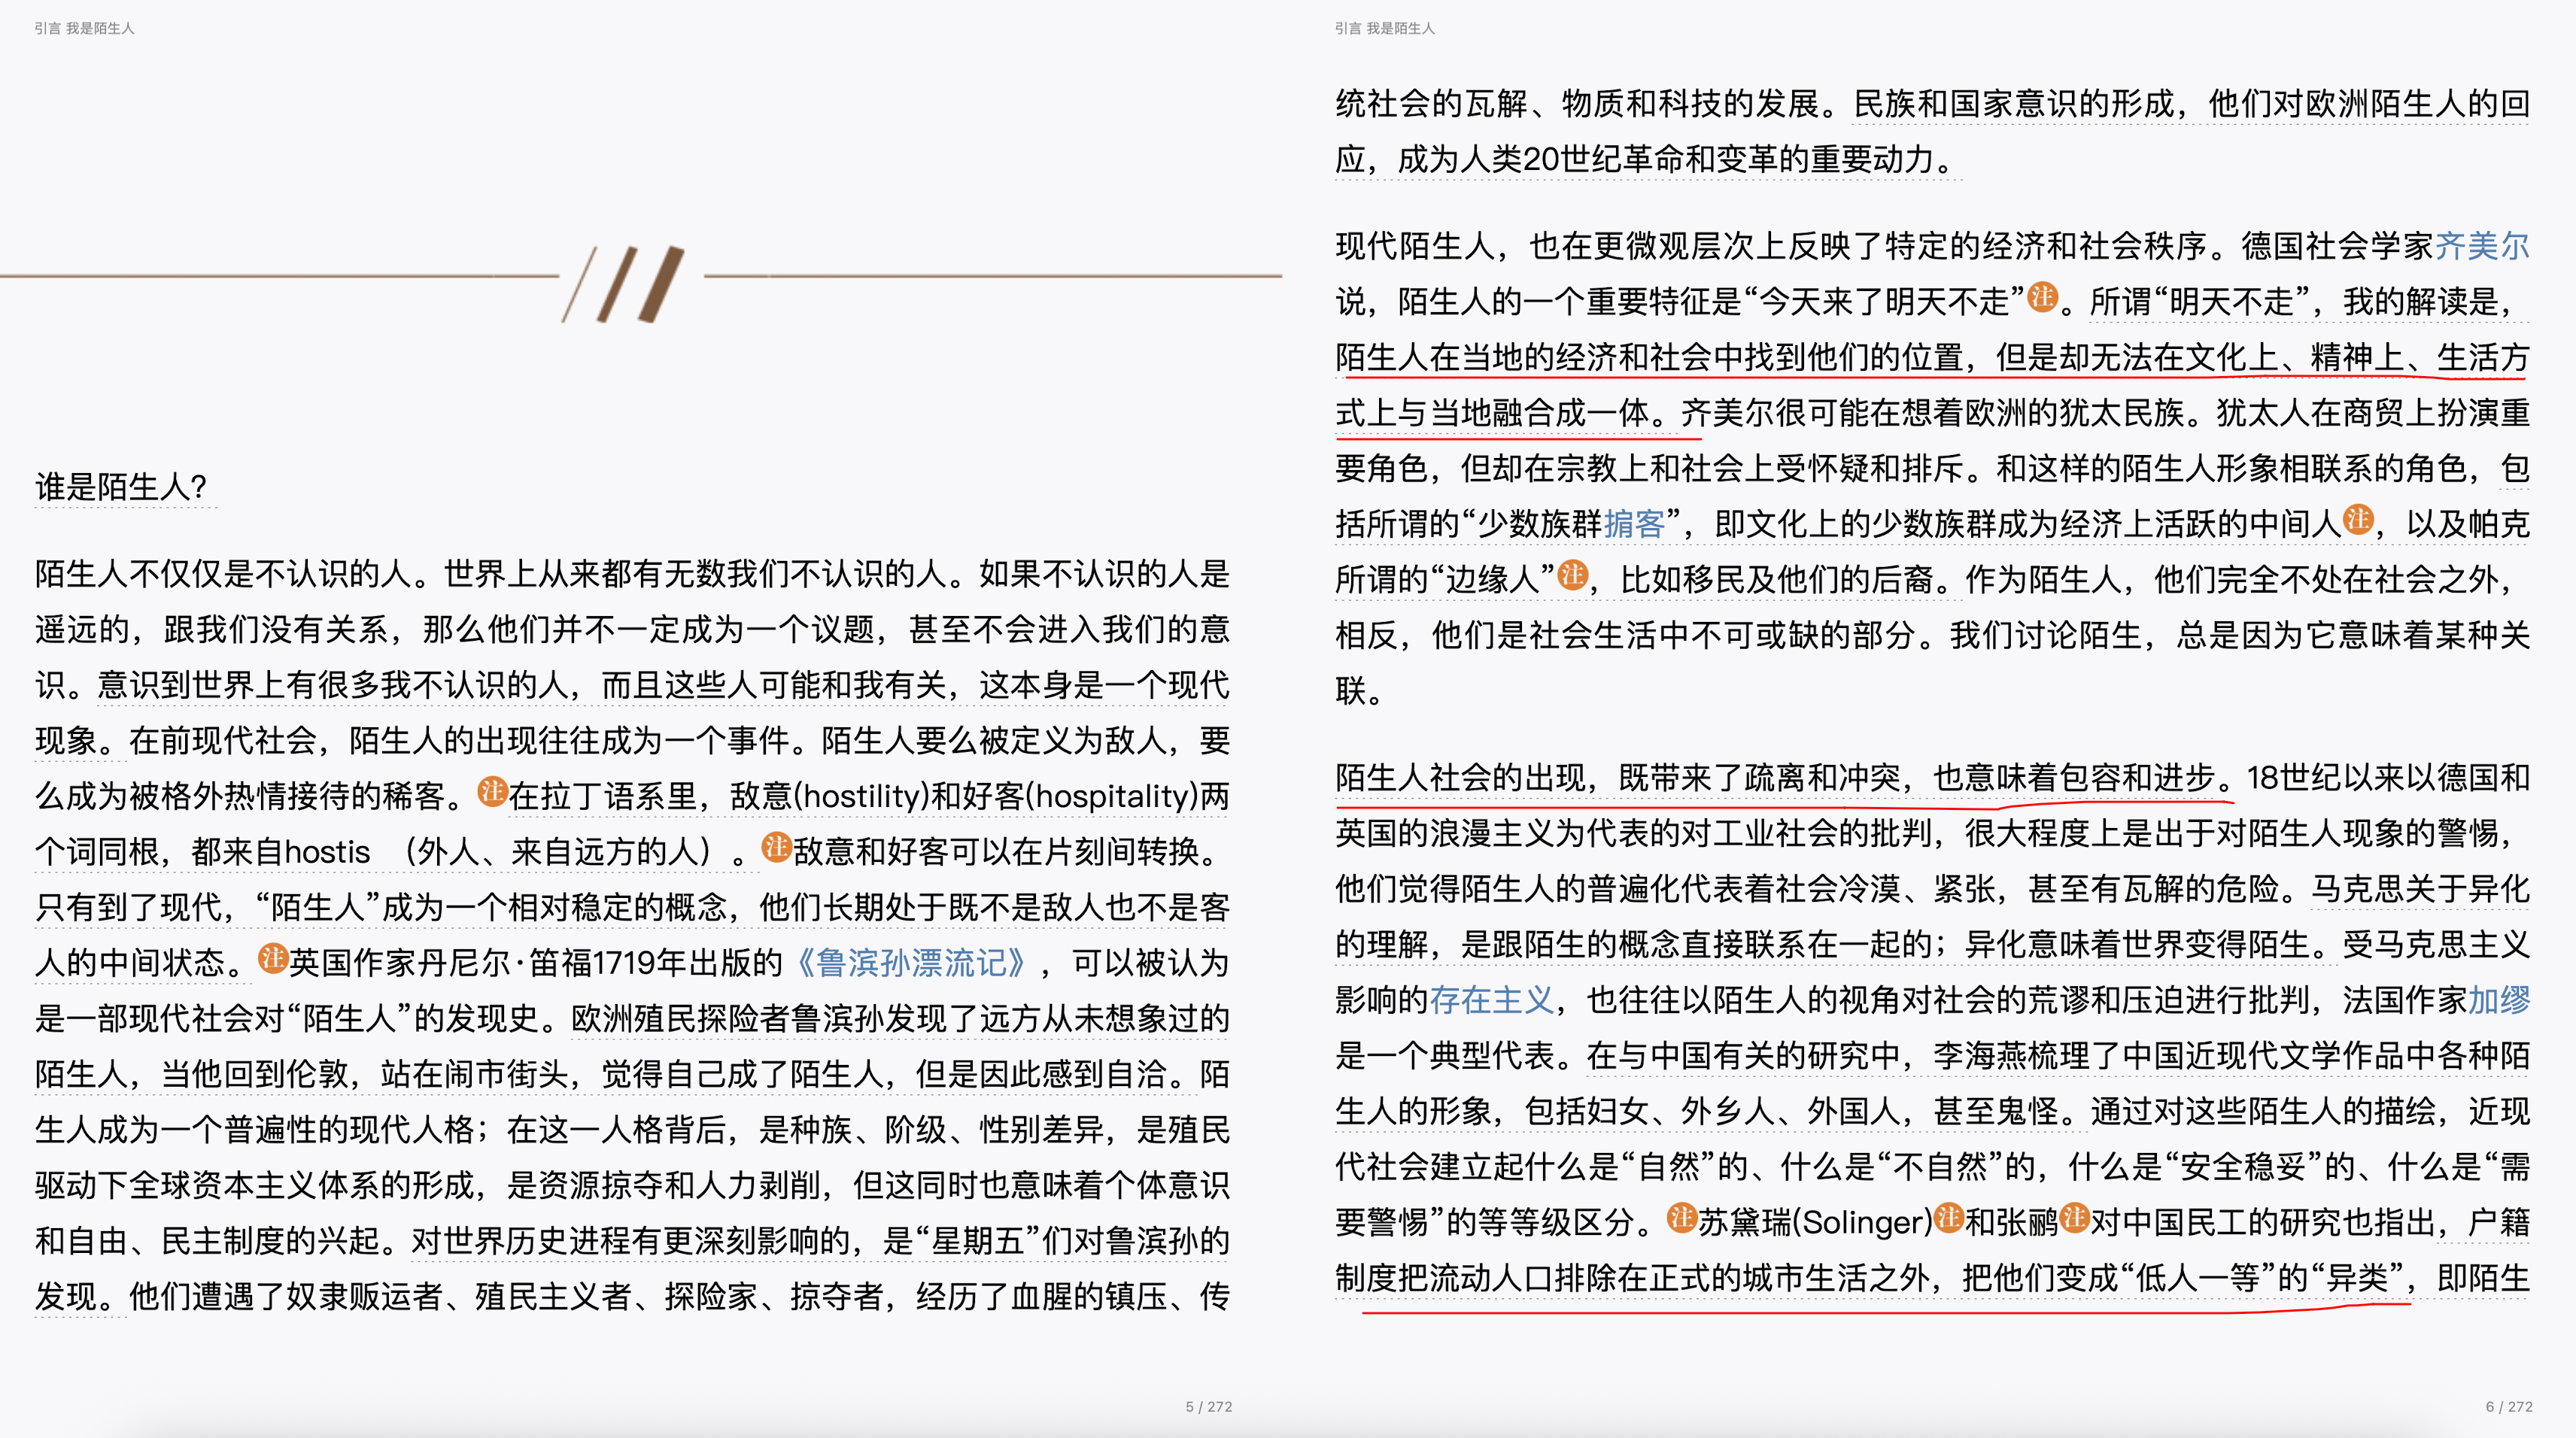 引言 我是陌生人
谁是陌生人？
陌生人不仅仅是不认识的人。世界上从来都有无数我们不认识的人。如果不认识的人是
遥远的，跟我们没有关系，那么他们并不一定成为一个议题，甚至不会进入我们的意
识。意识到世界上有很多我不认识的人，而且这些人可能和我有关，这本身是一个现代
现象。在前现代社会，陌生人的出现往往成为一个事件。陌生人要么被定义为敌人，要
么成为被格外热情接待的稀客。注在拉丁语系里，敌意(hostility)和好客(hospitality)两
个词同根，都来自hostis （外人、来自远方的人）。注敌意和好客可以在片刻间转换。
只有到了现代，“陌生人”成为一个相对稳定的概念，他们长期处于既不是敌人也不是客
人的中间状态。注英国作家丹尼尔·笛福1719年出版的《鲁滨孙漂流记》，可以被认为
是一部现代社会对“陌生人”的发现史。欧洲殖民探险者鲁滨孙发现了远方从未想象过的
陌生人，当他回到伦敦，站在闹市街头，觉得自己成了陌生人，但是因此感到自洽。陌
生人成为一个普遍性的现代人格；在这一人格背后，是种族、阶级、性别差异，是殖民
驱动下全球资本主义体系的形成，是资源掠夺和人力剥削，但这同时也意味着个体意识
和自由、民主制度的兴起。对世界历史进程有更深刻影响的，是“星期五”们对鲁滨孙的
发现。他们遭遇了奴隶贩运者、殖民主义者、探险家、掠夺者，经历了血腥的镇压、传
5 / 272
引言 我是陌生人
统社会的瓦解、物质和科技的发展。民族和国家意识的形成，他们对欧洲陌生人的回
应，成为人类20世纪革命和变革的重要动力。
现代陌生人，也在更微观层次上反映了特定的经济和社会秩序。德国社会学家齐美尔
说，陌生人的一个重要特征是“今天来了明天不走”注。所谓“明天不走”，我的解读是，
陌生人在当地的经济和社会中找到他们的位置，但是却无法在文化上、精神上、生活方
式上与当地融合成一体。齐美尔很可能在想着欧洲的犹太民族。犹太人在商贸上扮演重
要角色，但却在宗教上和社会上受怀疑和排斥。和这样的陌生人形象相联系的角色，包
括所谓的“少数族群掮客”，即文化上的少数族群成为经济上活跃的中间人注，以及帕克
所谓的“边缘人”注，比如移民及他们的后裔。作为陌生人，他们完全不处在社会之外，
相反，他们是社会生活中不可或缺的部分。我们讨论陌生，总是因为它意味着某种关
联。
陌生人社会的出现，既带来了疏离和冲突，也意味着包容和进步。18世纪以来以德国和
英国的浪漫主义为代表的对工业社会的批判，很大程度上是出于对陌生人现象的警惕，
他们觉得陌生人的普遍化代表着社会冷漠、紧张，甚至有瓦解的危险。马克思关于异化
的理解，是跟陌生的概念直接联系在一起的；异化意味着世界变得陌生。受马克思主义
影响的存在主义，也往往以陌生人的视角对社会的荒谬和压迫进行批判，法国作家加缪
是一个典型代表。在与中国有关的研究中，李海燕梳理了中国近现代文学作品中各种陌
生人的形象，包括妇女、外乡人、外国人，甚至鬼怪。通过对这些陌生人的描绘，近现
代社会建立起什么是“自然”的、什么是“不自然”的，什么是“安全稳妥”的、什么是“需
要警惕”的等等级区分。注苏黛瑞(Solinger)注和张鹂注对中国民工的研究也指出，户籍
制度把流动人口排除在正式的城市生活之外，把他们变成“低人一等”的“异类”，即陌生
6 / 272